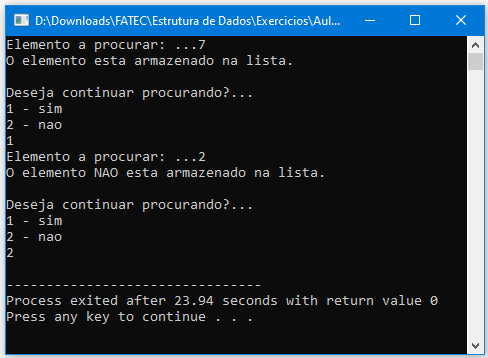 D:\Downloads\FATEC\Estrutura de Dados\Exercicios\Aul...
Elemento a procurar: ...7
O elemento esta armazenado na lista.
Deseja continuar procurando?...
1 - sim
2 - nao
1
Elemento a procurar: ...2
O elemento NAO esta armazenado na lista.
Deseja continuar procurando?...
1 - sim
2 - nao
2
--------------------------------
Process exited after 23.94 seconds with return value 0
Press any key to continue . . .